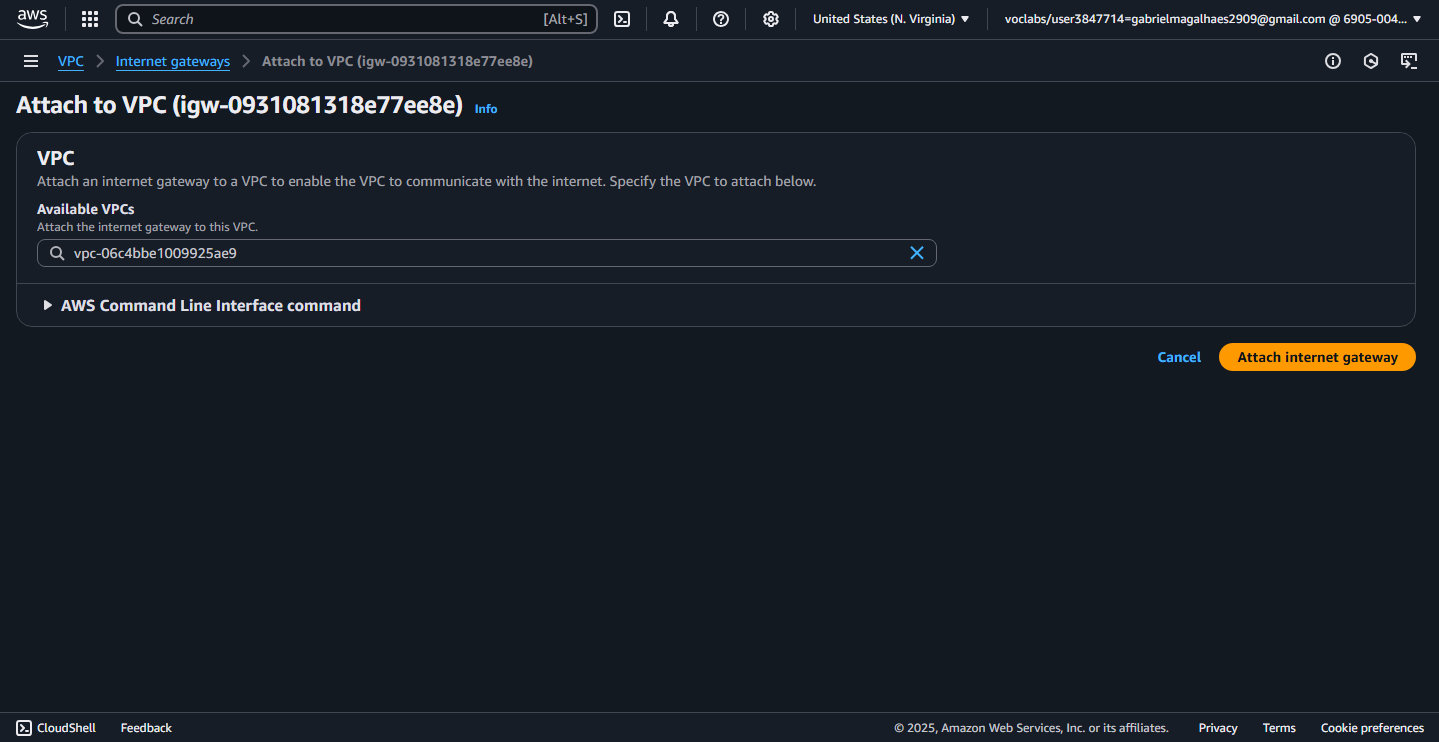 aws
Search [Alt+S]
United States (N. Virginia)
voclabs/user3847714=gabrielmagalhaes2909@gmail.com @ 6905-004...
VPC
Internet gateways
Attach to VPC (igw-0931081318e77ee8e)
Attach to VPC (igw-0931081318e77ee8e) Info
VPC
Attach an internet gateway to a VPC to enable the VPC to communicate with the internet. Specify the VPC to attach below.
Available VPCs
Attach the internet gateway to this VPC.
vpc-06c4bbe1009925ae9
AWS Command Line Interface command
Cancel
Attach internet gateway
CloudShell
Feedback
© 2025, Amazon Web Services, Inc. or its affiliates.
Privacy
Terms
Cookie preferences